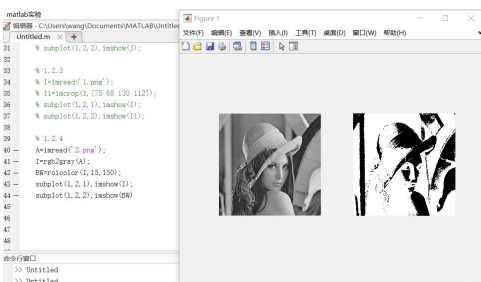 matlab实验
编辑器 - C:\Users\wang\Documents\MATLAB\Untitled
Untitled.m × +
31 % subplot(1,2,2),imshow(J);
32
33 % 1.2.3
34 % I=imread('1.png');
35 % I1=imcrop(I,[75 68 130 112]);
36 % subplot(1,2,1),imshow(I);
37 % subplot(1,2,2),imshow(I1);
38
39 % 1.2.4
40 — A=imread('2.png');
41 — I=rgb2gray(A);
42 — BW=roicolor(I,15,150);
43 — subplot(1,2,1),imshow(I);
44 — subplot(1,2,2),imshow(BW)
45
46
47
48
命令行窗口
>> Untitled
>> Untitled
Figure 1
文件(F) 编辑(E) 查看(V) 插入(I) 工具(T) 桌面(D) 窗口(W) 帮助(H)